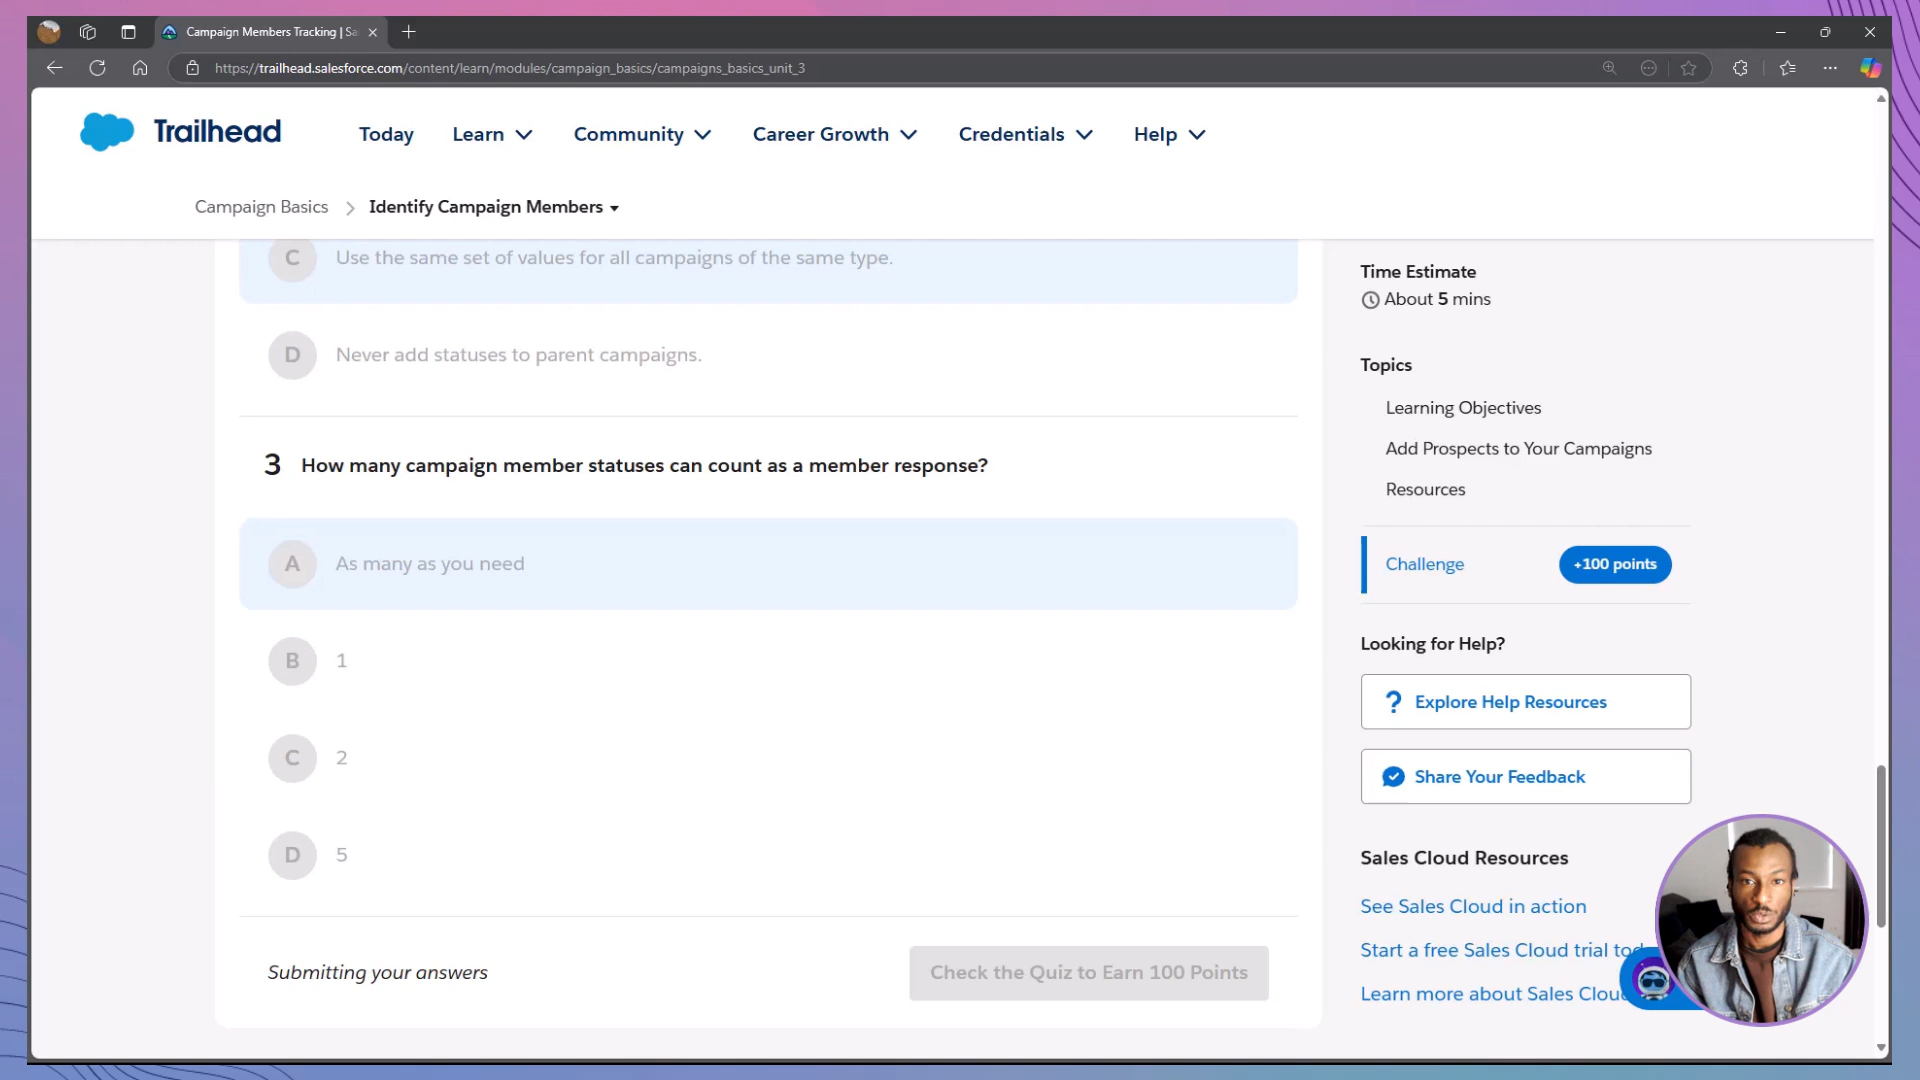 Campaign Members Tracking | Sa
https://trailhead.salesforce.com/content/learn/modules/campaign_basics/campaigns_basics_unit_3
Trailhead
Today
Learn
Community
Career Growth
Credentials
Help
Campaign Basics
Identify Campaign Members
C
Use the same set of values for all campaigns of the same type.
D
Never add statuses to parent campaigns.
3
How many campaign member statuses can count as a member response?
A
As many as you need
B
1
C
2
D
5
Submitting your answers
Check the Quiz to Earn 100 Points
Time Estimate
About 5 mins
Topics
Learning Objectives
Add Prospects to Your Campaigns
Resources
Challenge
+100 points
Looking for Help?
? Explore Help Resources
Share Your Feedback
Sales Cloud Resources
See Sales Cloud in action
Start a free Sales Cloud trial tod
Learn more about Sales Clou